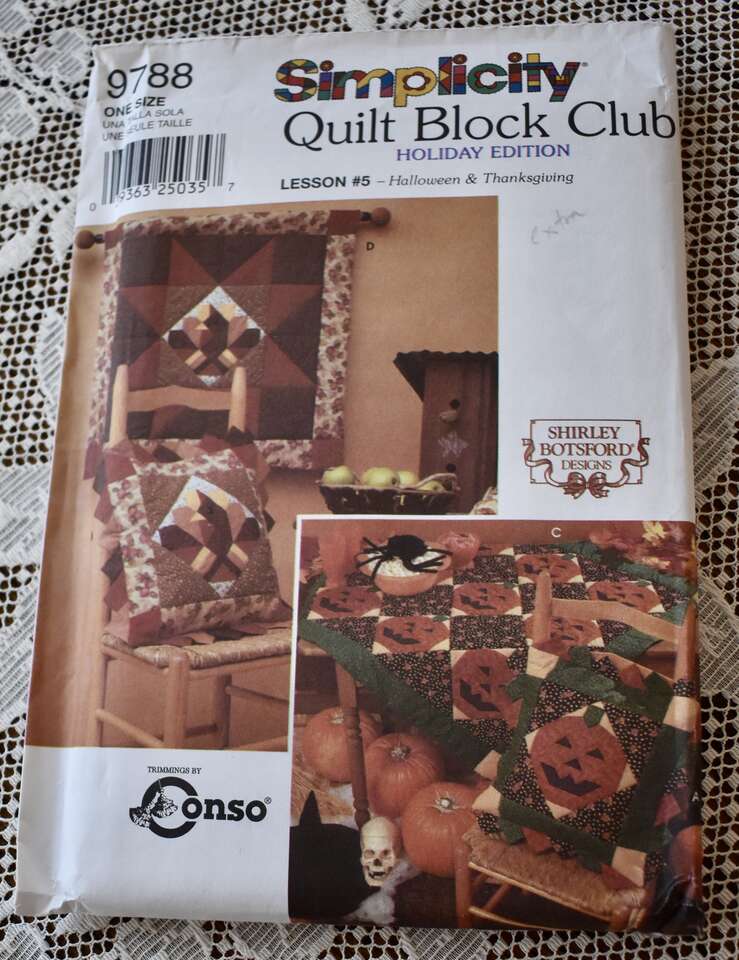 9788
ONE SIZE
UNA TALLA SOLA
UNE SEULE TAILLE
0 39363 25035 7
Simplicity®
Quilt Block Club
HOLIDAY EDITION
LESSON #5 – Halloween & Thanksgiving
extra
D
SHIRLEY
BOTSFORD®
DESIGNS
C
A
TRIMMINGS BY
Conso®